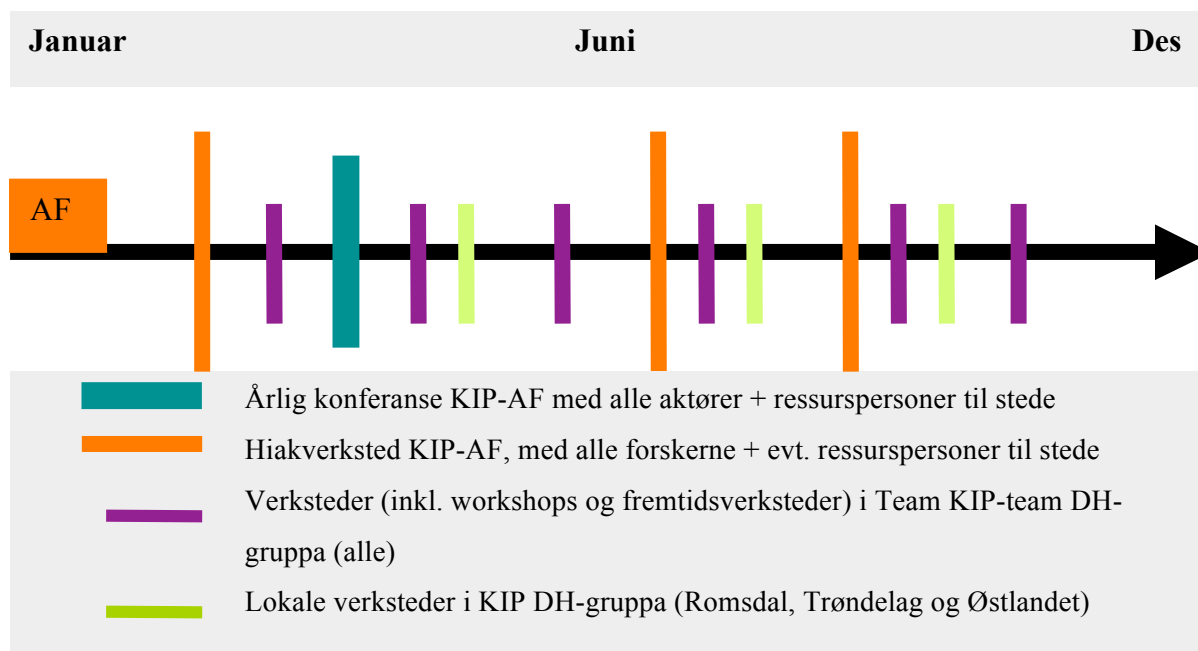 Januar Juni Des
AF
Årlig konferanse KIP-AF med alle aktører + ressurspersoner til stede
Hiakverksted KIP-AF, med alle forskerne + evt. ressurspersoner til stede
Verksteder (inkl. workshops og fremtidsverksteder) i Team KIP-team DH-
gruppa (alle)
Lokale verksteder i KIP DH-gruppa (Romsdal, Trøndelag og Østlandet)